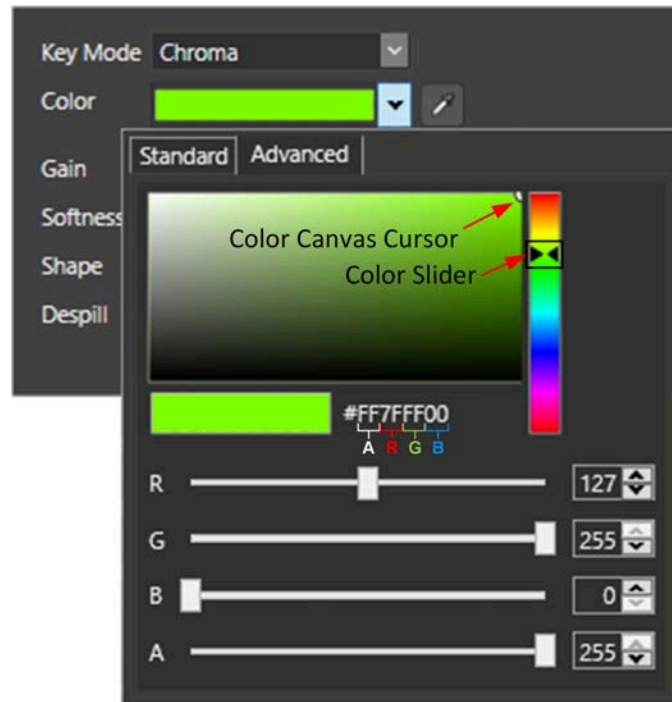 Key Mode Chroma
Color
Standard Advanced
Gain
Softness
Shape
Despill
Color Canvas Cursor
Color Slider
#FF7FFF00
A R G B
R 127
G 255
B 0
A 255